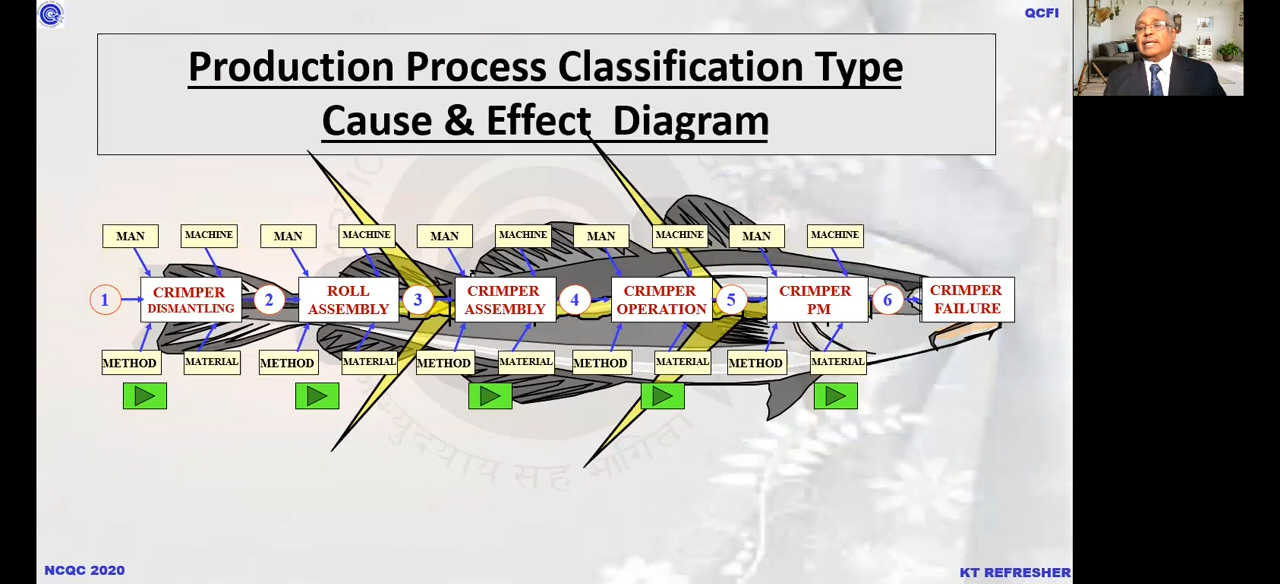 QCFI
Production Process Classification Type
Cause & Effect Diagram
MAN MACHINE MAN MACHINE MAN MACHINE MAN MACHINE MAN MACHINE
1 CRIMPER DISMANTLING
2 ROLL ASSEMBLY
3 CRIMPER ASSEMBLY
4 CRIMPER OPERATION
5 CRIMPER PM
6 CRIMPER FAILURE
METHOD MATERIAL METHOD MATERIAL METHOD MATERIAL METHOD MATERIAL METHOD MATERIAL
सह
NCQC 2020
KT REFRESHER